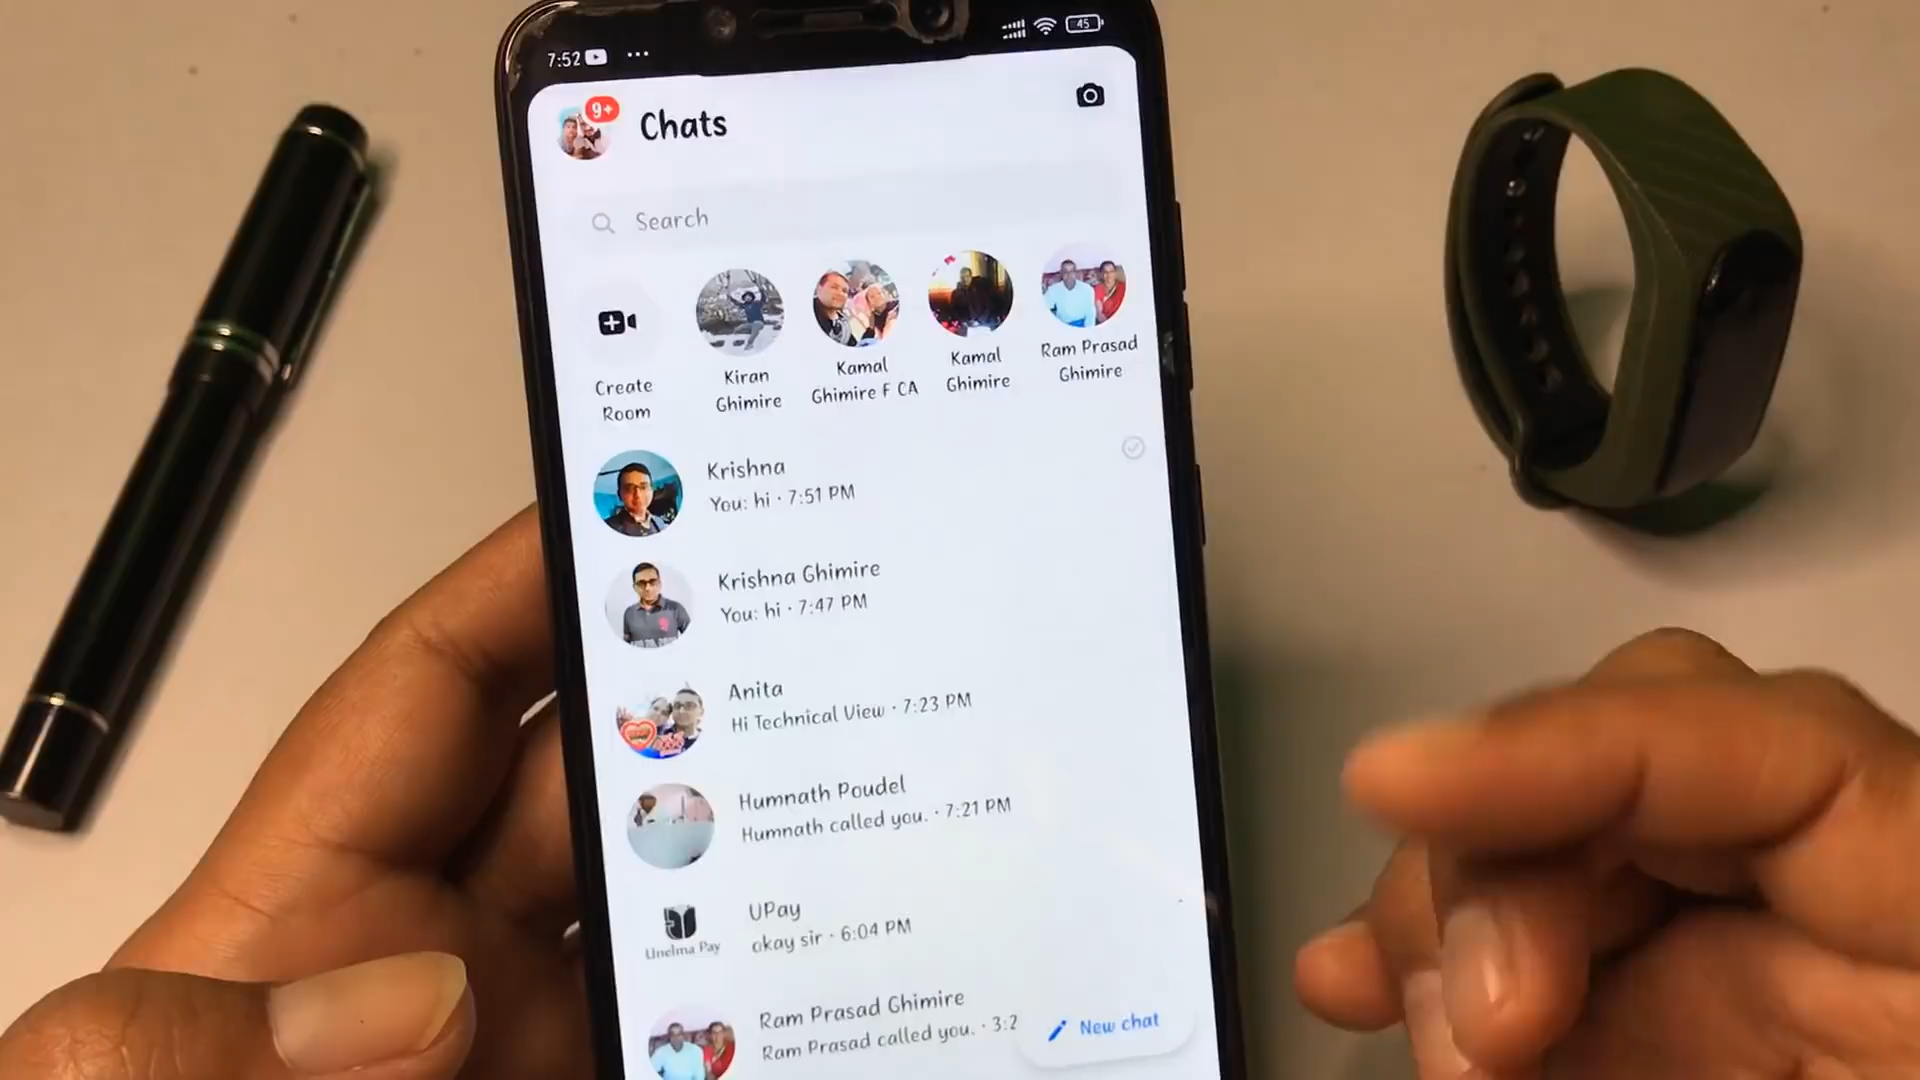 7:52
45
9+
Chats
Search
Create
Room
Kiran
Ghimire
Kamal
Ghimire F CA
Kamal
Ghimire
Ram Prasad
Ghimire
Krishna
You: hi · 7:51 PM
Krishna Ghimire
You: hi · 7:47 PM
Anita
Hi Technical View · 7:23 PM
Humnath Poudel
Humnath called you. · 7:21 PM
UPay
okay sir · 6:04 PM
Unelma Pay
Ram Prasad Ghimire
Ram Prasad called you. · 3:2
New chat